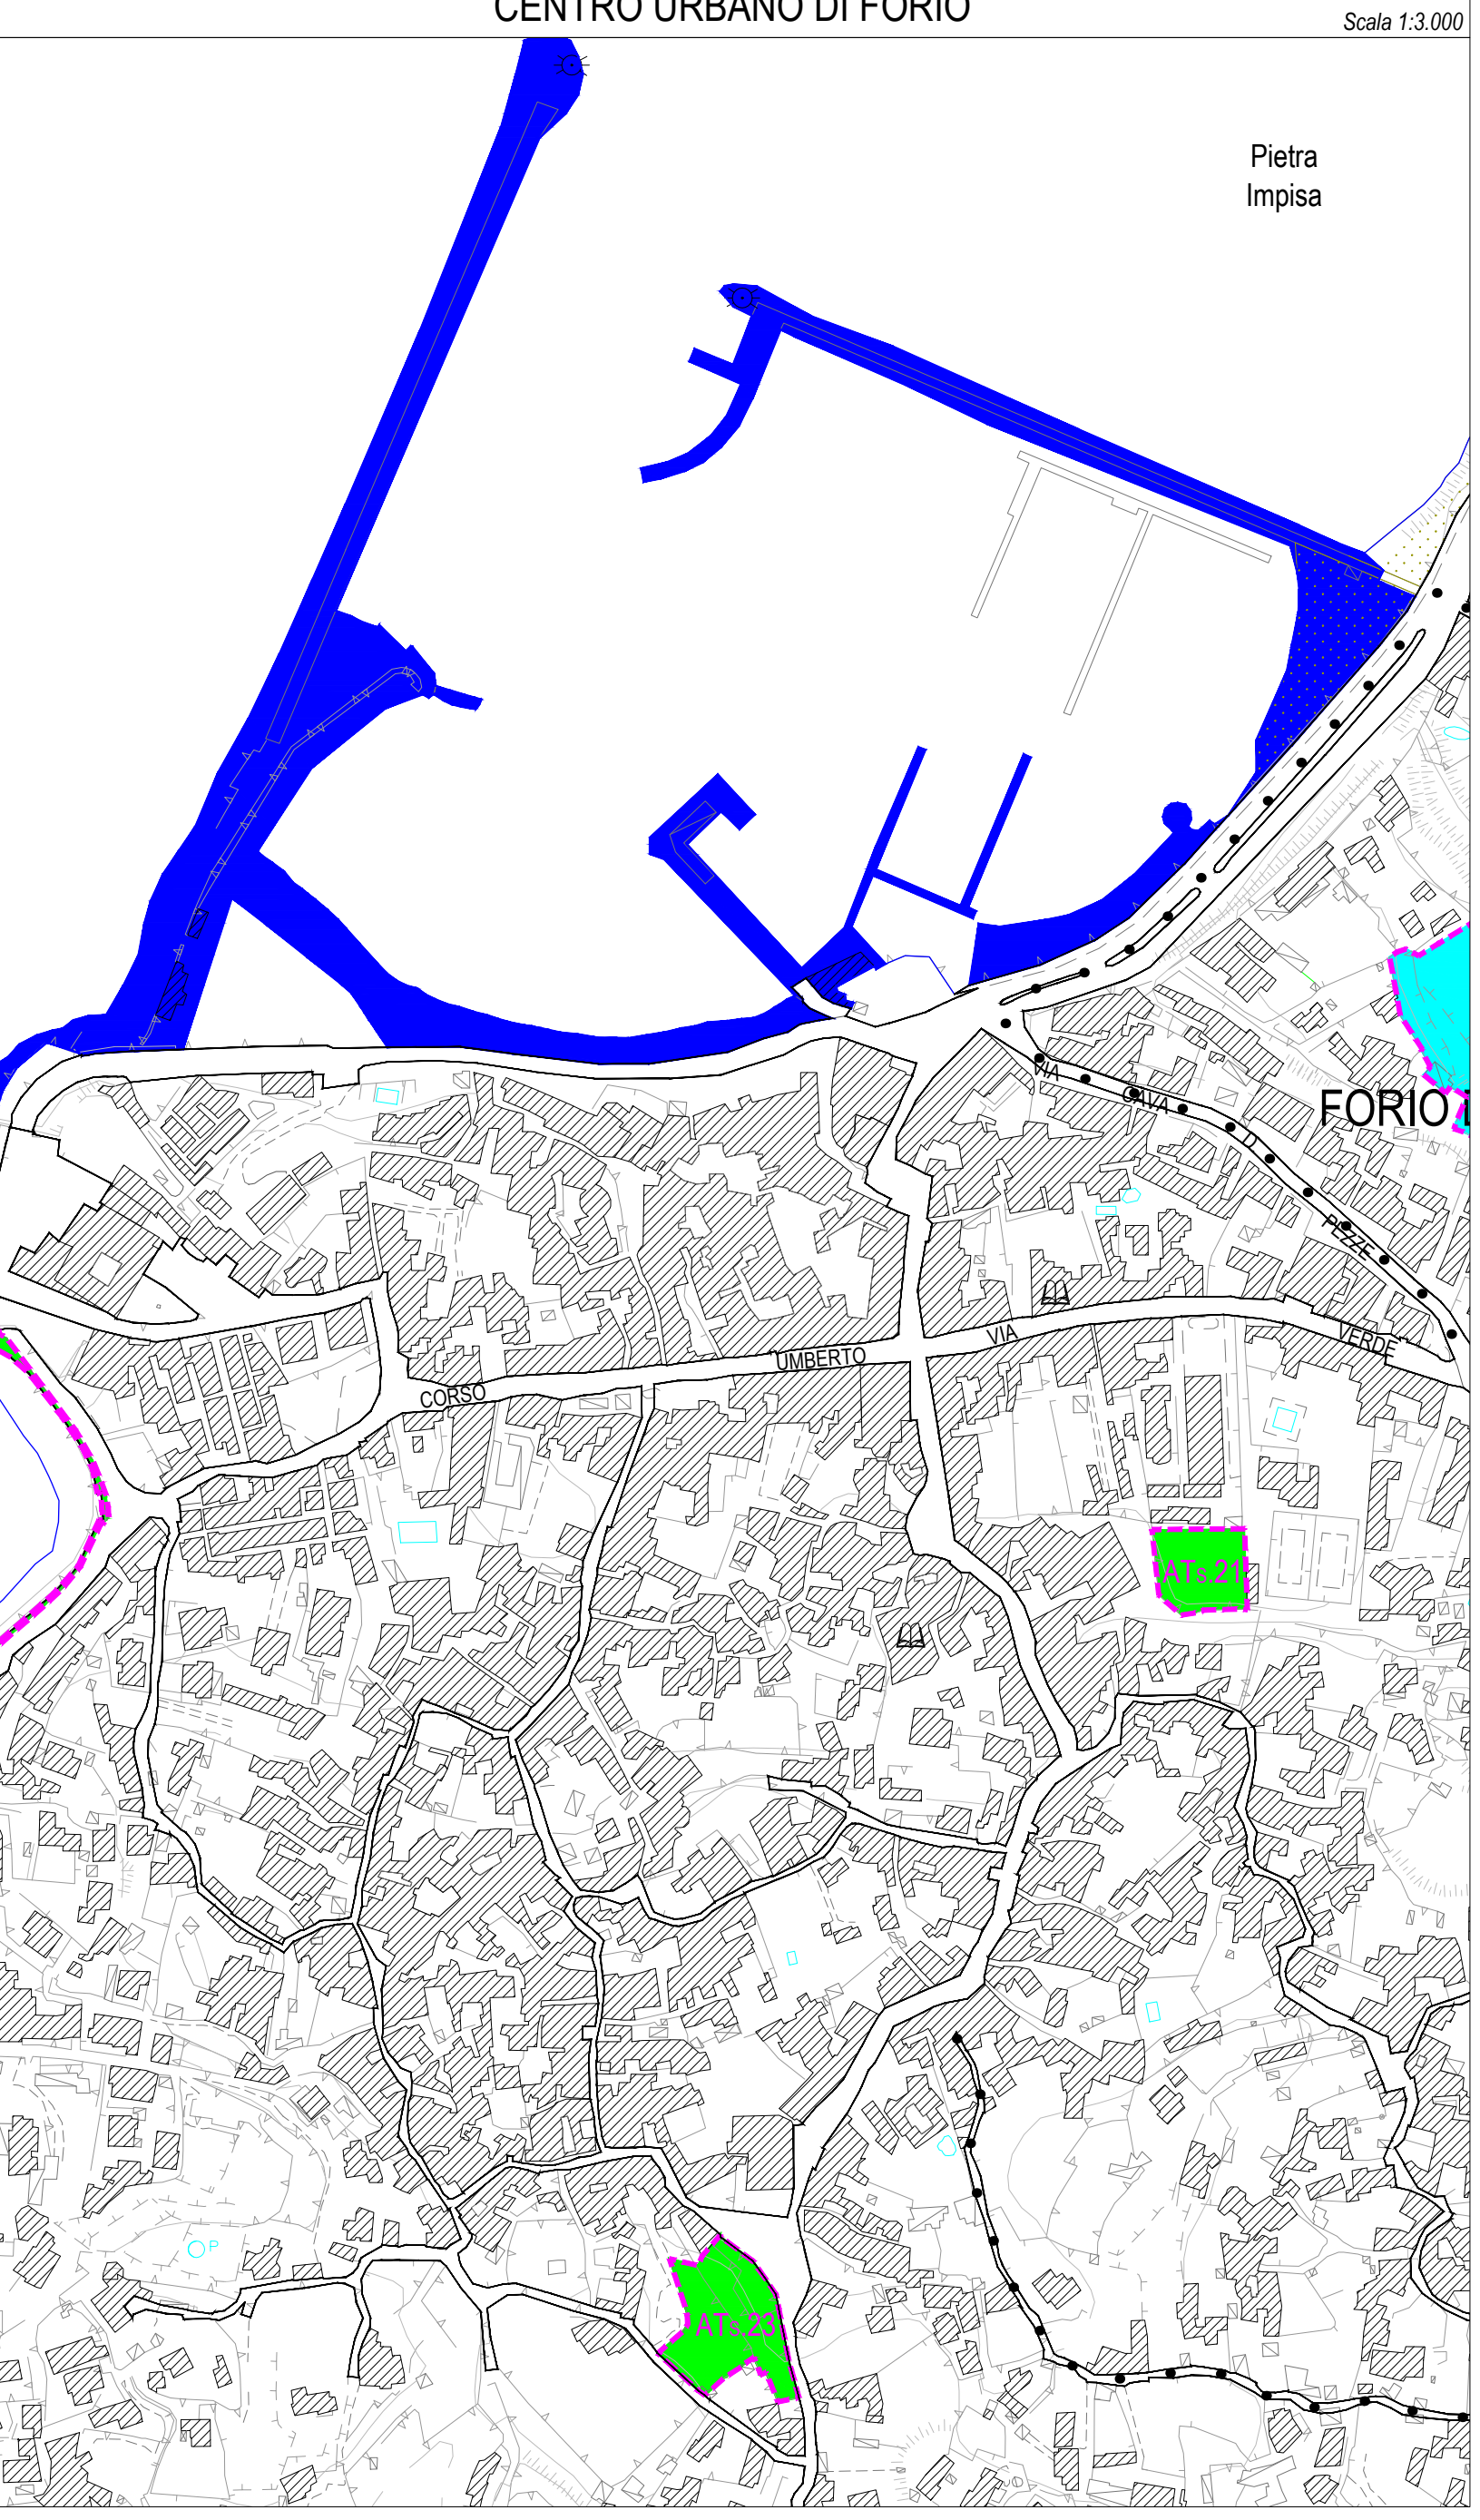 CENTRO URBANO DI FORIO
Scala 1:3.000
Pietra
Impisa
VIA
CAVA
D
PEZZE
FORIO
VIA
VERDE
UMBERTO
CORSO
ATs.21
P
ATs.23